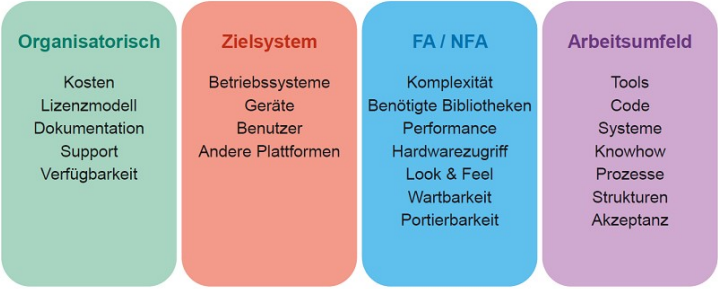 Organisatorisch
Kosten
Lizenzmodell
Dokumentation
Support
Verfügbarkeit
Zielsystem
Betriebssysteme
Geräte
Benutzer
Andere Plattformen
FA / NFA
Komplexität
Benötigte Bibliotheken
Performance
Hardwarezugriff
Look & Feel
Wartbarkeit
Portierbarkeit
Arbeitsumfeld
Tools
Code
Systeme
Knowhow
Prozesse
Strukturen
Akzeptanz